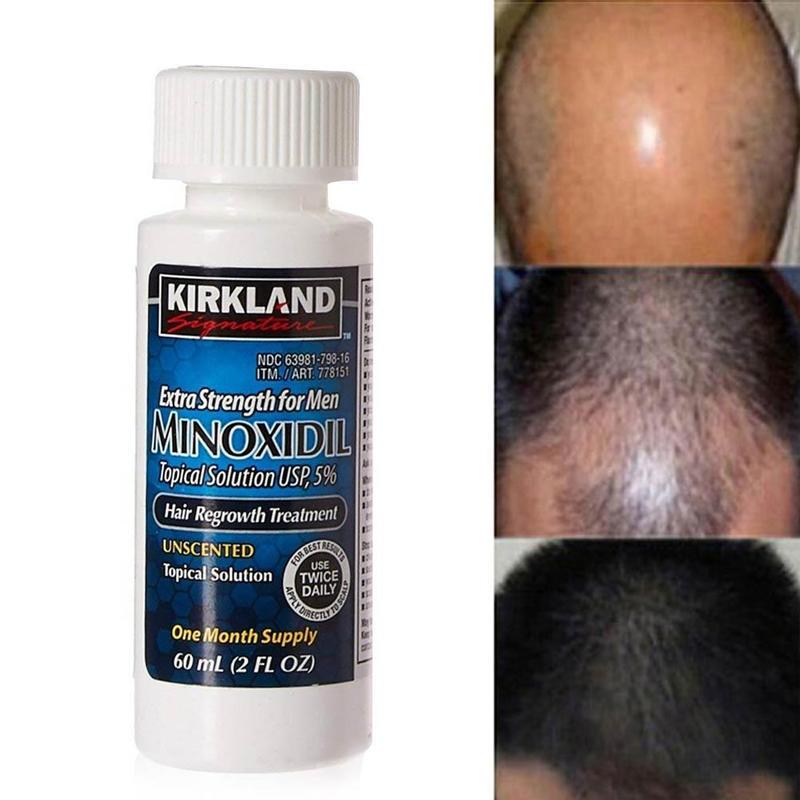 KIRKLAND
Signature™
NDC 63981-798-16
ITM. / ART. 778151
Extra Strength for Men
MINOXIDIL
Topical Solution USP, 5%
Hair Regrowth Treatment
UNSCENTED
Topical Solution
FOR BEST RESULTS
USE
TWICE
DAILY
APPLY DIRECTLY TO SCALP
One Month Supply
60 mL (2 FL OZ)